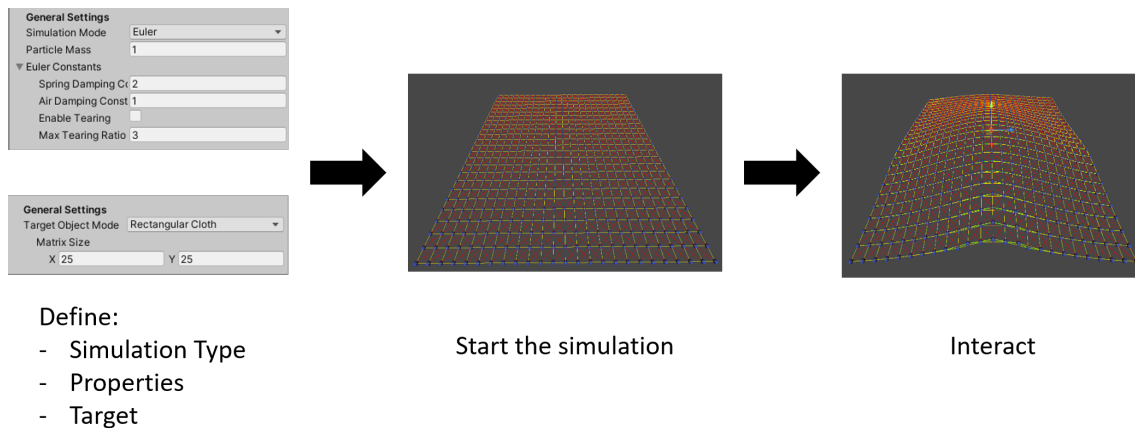 General Settings
Simulation Mode Euler
Particle Mass 1
Euler Constants
Spring Damping Cc 2
Air Damping Const 1
Enable Tearing
Max Tearing Ratio 3
General Settings
Target Object Mode Rectangular Cloth
Matrix Size
X 25 Y 25
Define:
- Simulation Type
- Properties
- Target
Start the simulation
Interact